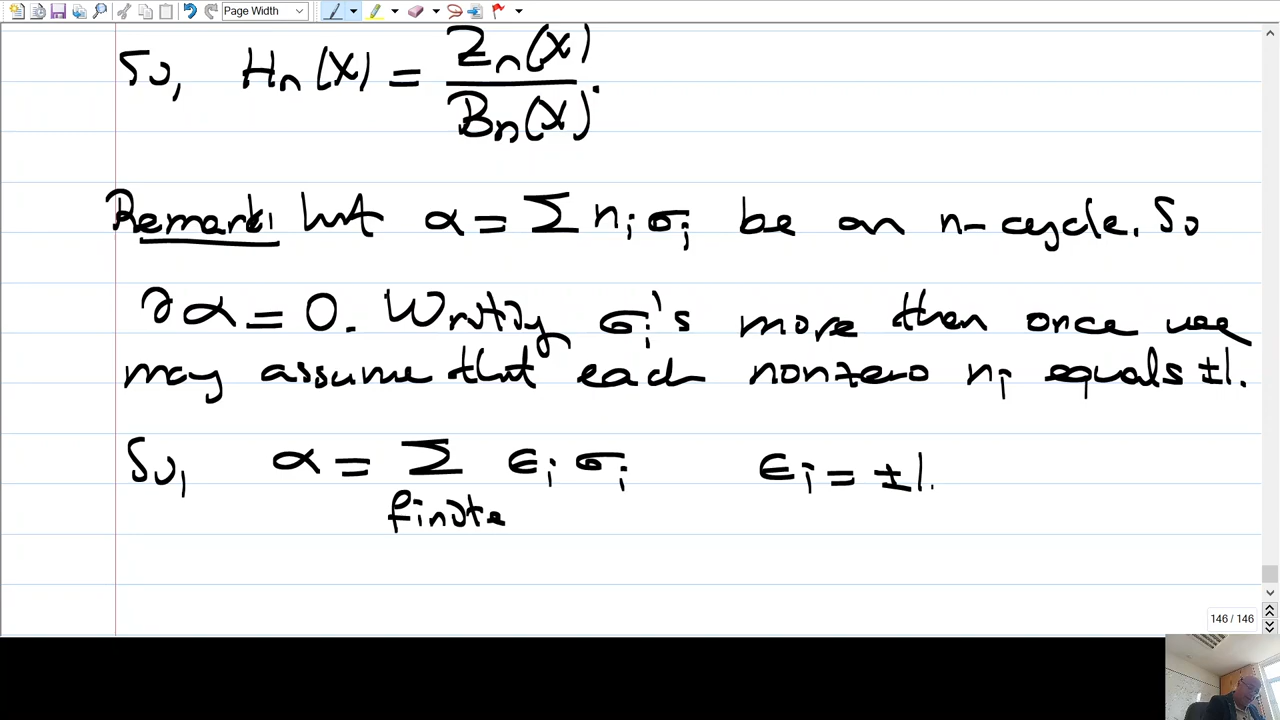 Page Width
So, Hn(X) = Zn(X)
Bn(X).
Remark: Let α = Σ niσi be an n-cycle. So
∂α = 0. Writing σi's more than once we
may assume that each nonzero ni equals ±1.
So, α = Σ εiσi εi = ±1.
finite
146 / 146